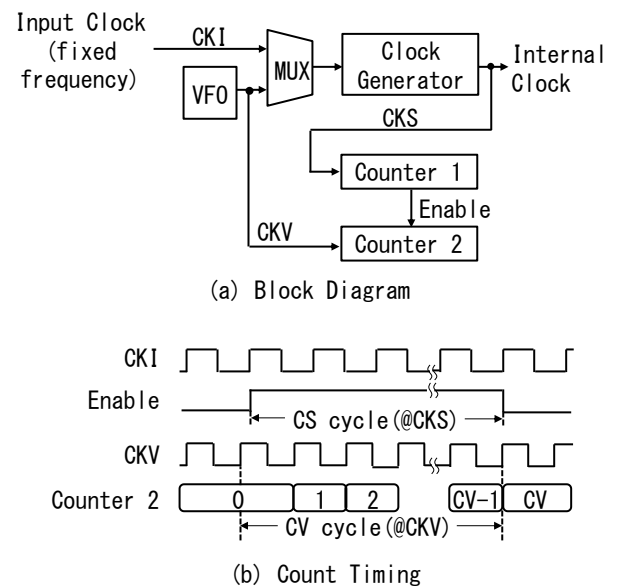 Input Clock
(fixed
frequency)
CKI
VFO
MUX
Clock
Generator
Internal
Clock
CKS
Counter 1
Enable
CKV
Counter 2
(a) Block Diagram
CKI
Enable
CS cycle(@CKS)
CKV
Counter 2 0 1 2 CV-1 CV
CV cycle(@CKV)
(b) Count Timing